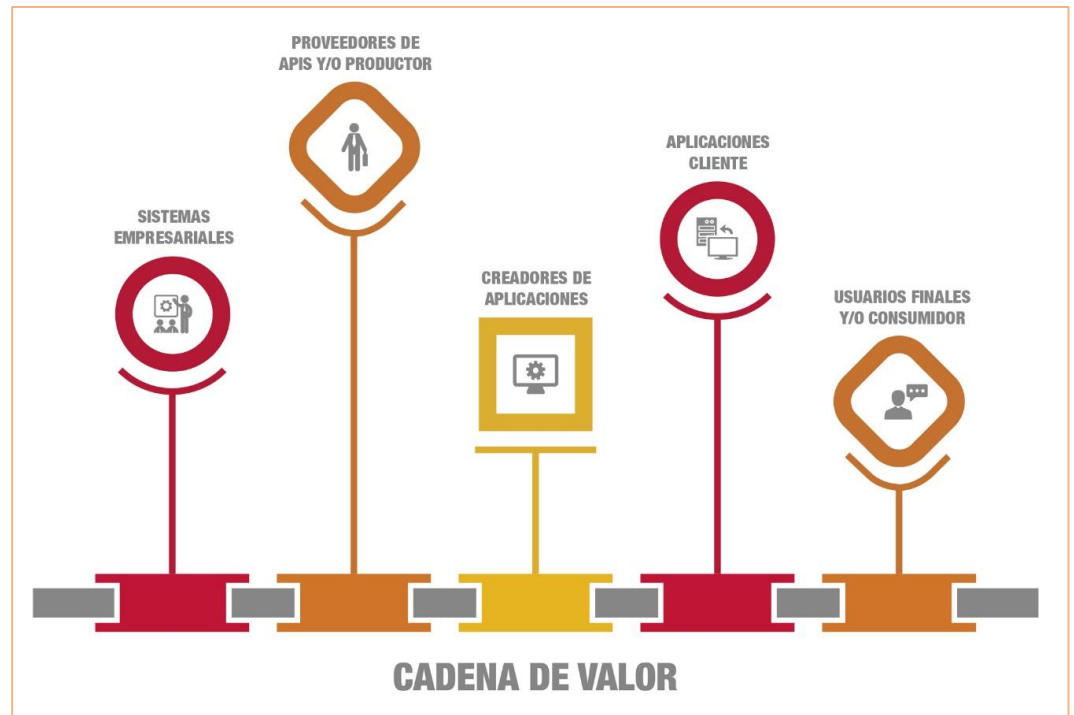 SISTEMAS
EMPRESARIALES
PROVEEDORES DE
APIS Y/O PRODUCTOR
CREADORES DE
APLICACIONES
APLICACIONES
CLIENTE
USUARIOS FINALES
Y/O CONSUMIDOR
CADENA DE VALOR